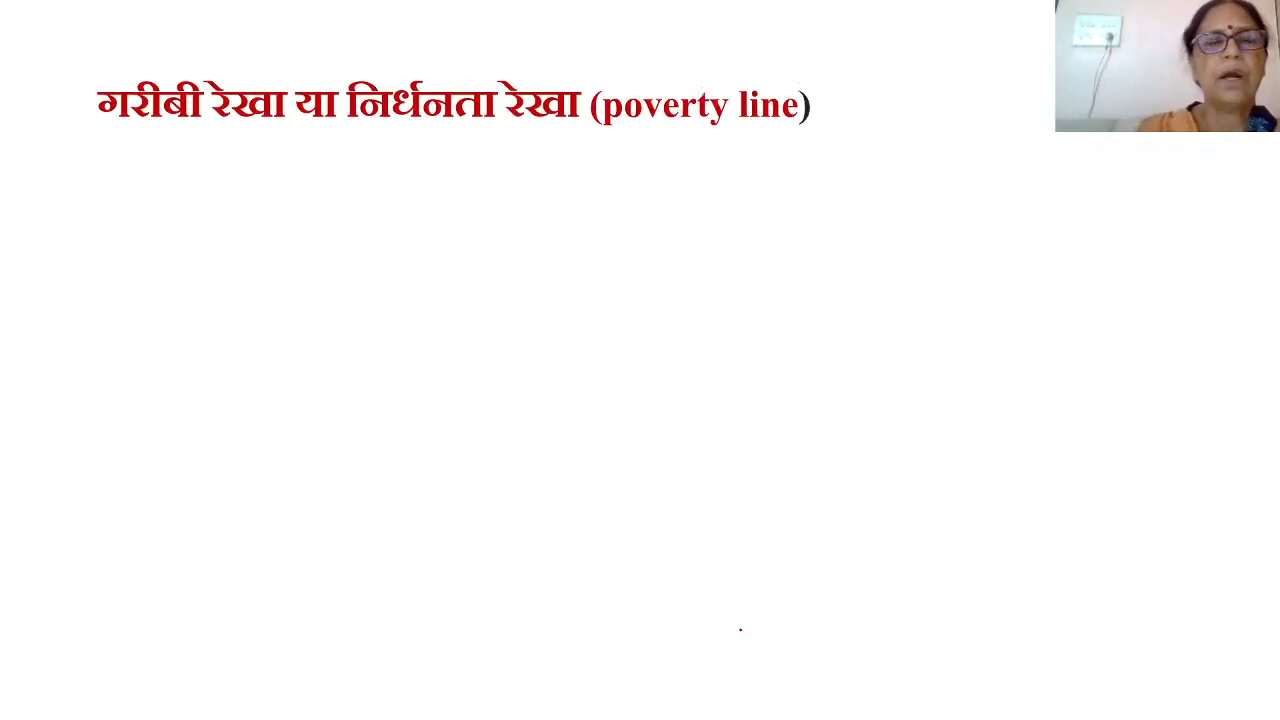 गरीबी रेखा या निर्धनता रेखा (poverty line)
.